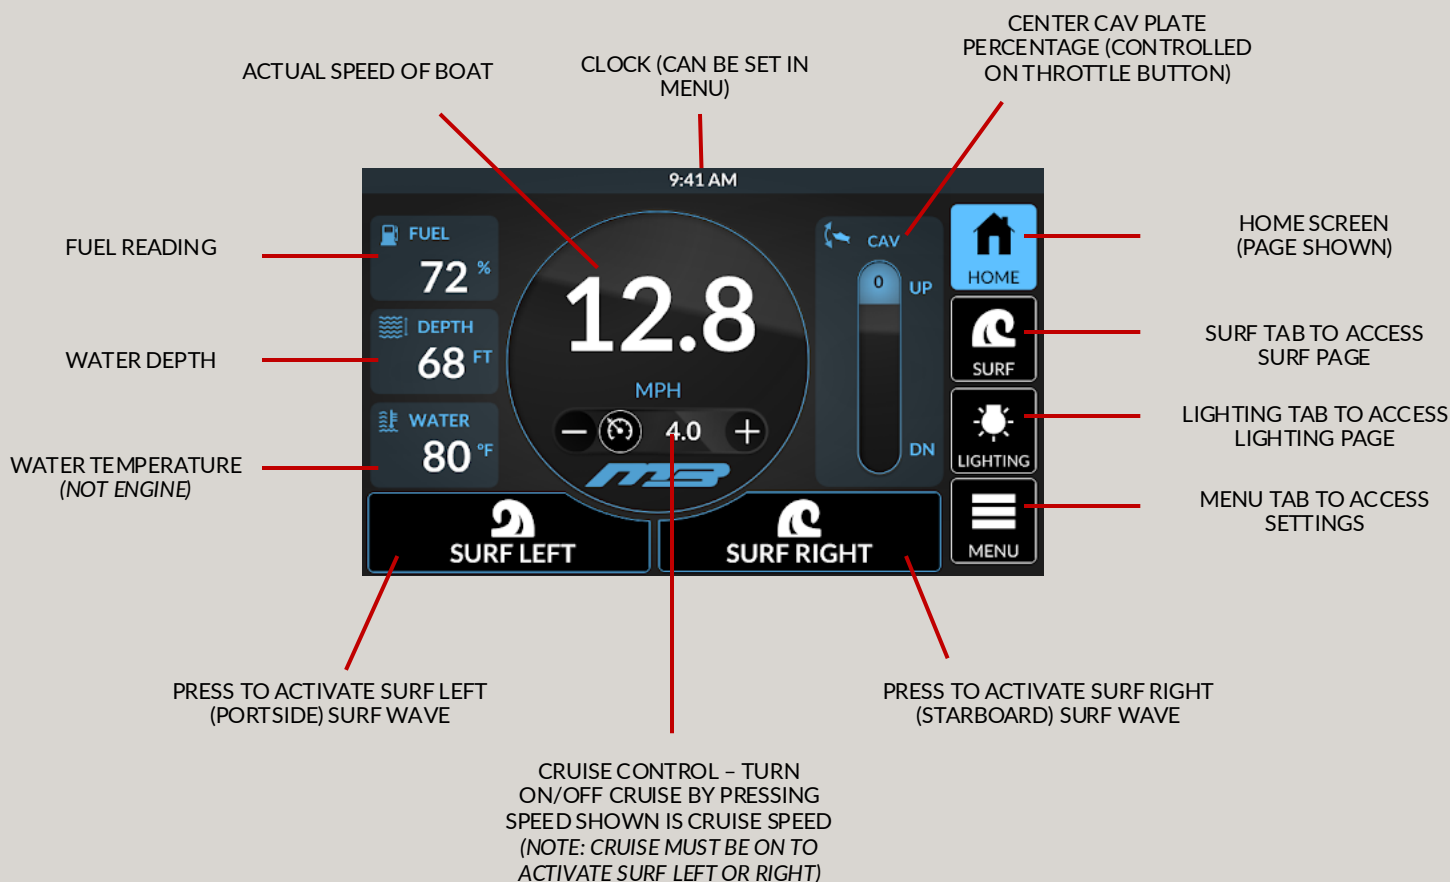 CENTER CAV PLATE
PERCENTAGE (CONTROLLED
ON THROTTLE BUTTON)
ACTUAL SPEED OF BOAT
CLOCK (CAN BE SET IN
MENU)
9:41 AM
FUEL READING
FUEL
72 %
WATER DEPTH
DEPTH
68 FT
WATER TEMPERATURE
(NOT ENGINE)
WATER
80 °F
12.8
MPH
4.0
MB
CAV
0
UP
DN
HOME
SURF
LIGHTING
MENU
SURF LEFT
SURF RIGHT
HOME SCREEN
(PAGE SHOWN)
SURF TAB TO ACCESS
SURF PAGE
LIGHTING TAB TO ACCESS
LIGHTING PAGE
MENU TAB TO ACCESS
SETTINGS
PRESS TO ACTIVATE SURF LEFT
(PORTSIDE) SURF WAVE
PRESS TO ACTIVATE SURF RIGHT
(STARBOARD) SURF WAVE
CRUISE CONTROL – TURN
ON/OFF CRUISE BY PRESSING
SPEED SHOWN IS CRUISE SPEED
(NOTE: CRUISE MUST BE ON TO
ACTIVATE SURF LEFT OR RIGHT)